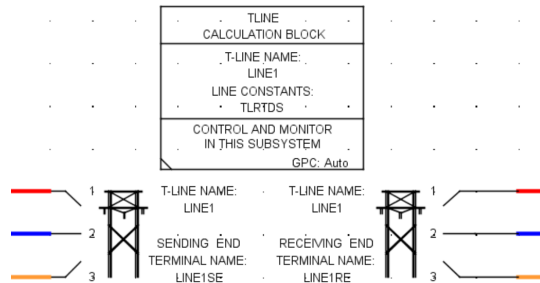 TLINE
CALCULATION BLOCK
T-LINE NAME:
LINE1
LINE CONSTANTS:
TLRTDS
CONTROL AND MONITOR
IN THIS SUBSYSTEM
GPC: Auto
1 T-LINE NAME: T-LINE NAME: 1
LINE1 LINE1
2 2
SENDING END RECEIVING END
TERMINAL NAME: TERMINAL NAME:
3 LINE1SE LINE1RE 3